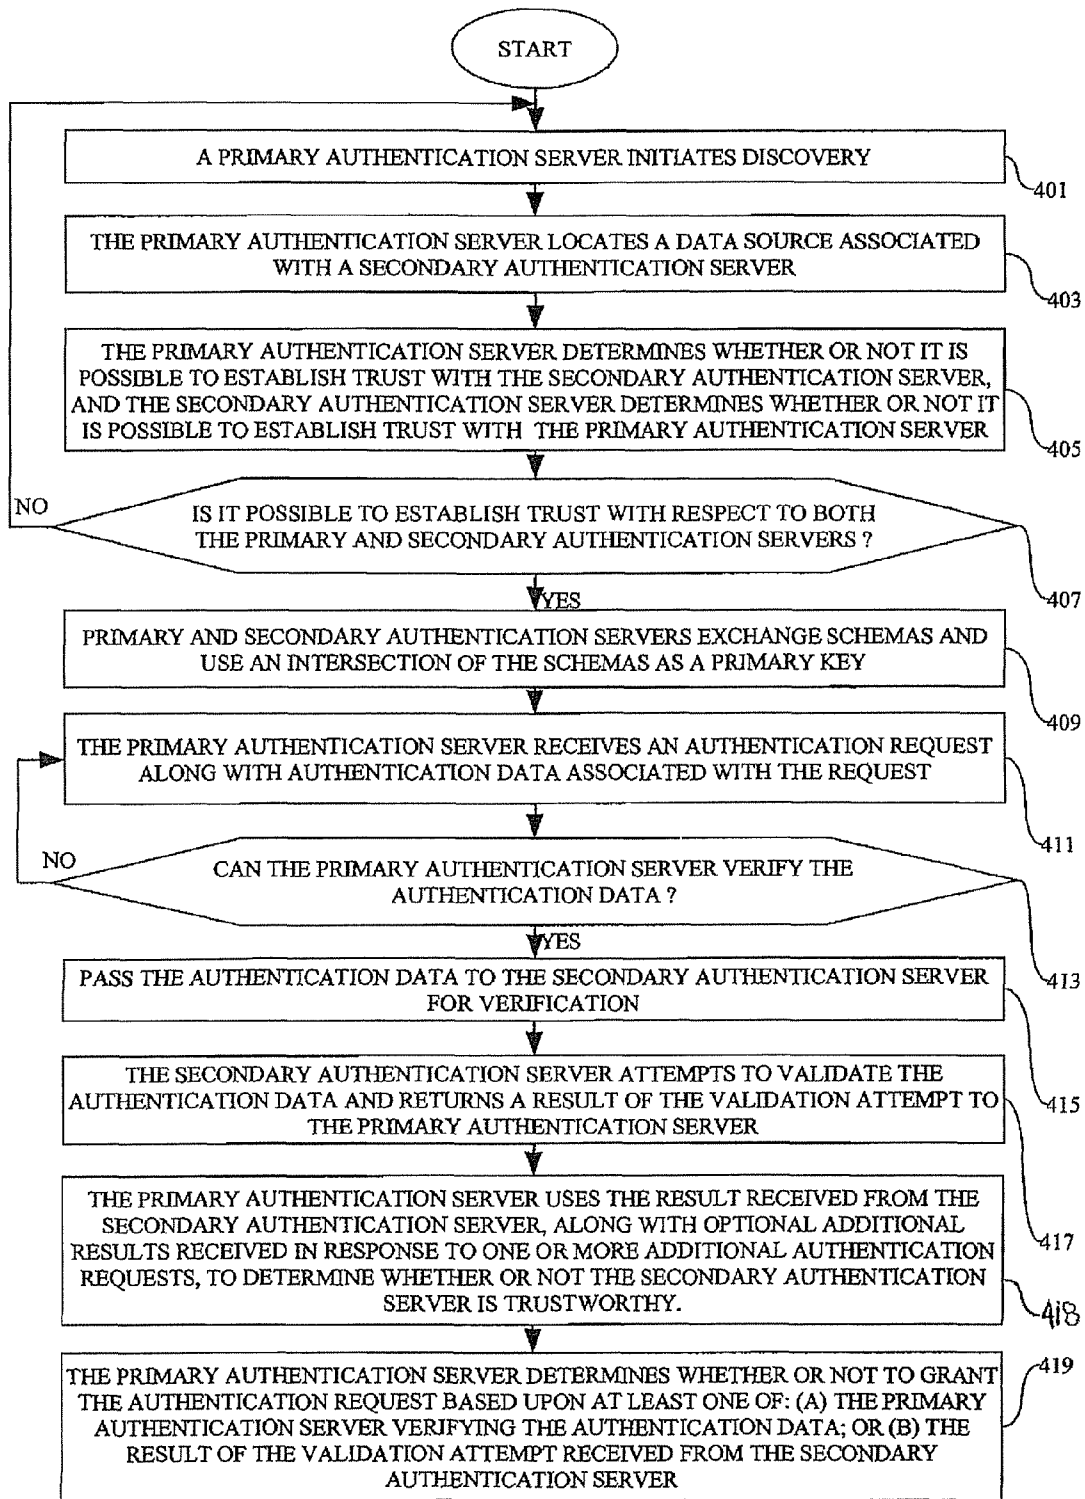 START
A PRIMARY AUTHENTICATION SERVER INITIATES DISCOVERY
401
THE PRIMARY AUTHENTICATION SERVER LOCATES A DATA SOURCE ASSOCIATED
WITH A SECONDARY AUTHENTICATION SERVER
403
THE PRIMARY AUTHENTICATION SERVER DETERMINES WHETHER OR NOT IT IS
POSSIBLE TO ESTABLISH TRUST WITH THE SECONDARY AUTHENTICATION SERVER,
AND THE SECONDARY AUTHENTICATION SERVER DETERMINES WHETHER OR NOT IT
IS POSSIBLE TO ESTABLISH TRUST WITH THE PRIMARY AUTHENTICATION SERVER
405
NO
IS IT POSSIBLE TO ESTABLISH TRUST WITH RESPECT TO BOTH
THE PRIMARY AND SECONDARY AUTHENTICATION SERVERS ?
407
YES
PRIMARY AND SECONDARY AUTHENTICATION SERVERS EXCHANGE SCHEMAS AND
USE AN INTERSECTION OF THE SCHEMAS AS A PRIMARY KEY
409
THE PRIMARY AUTHENTICATION SERVER RECEIVES AN AUTHENTICATION REQUEST
ALONG WITH AUTHENTICATION DATA ASSOCIATED WITH THE REQUEST
411
NO
CAN THE PRIMARY AUTHENTICATION SERVER VERIFY THE
AUTHENTICATION DATA ?
413
YES
PASS THE AUTHENTICATION DATA TO THE SECONDARY AUTHENTICATION SERVER
FOR VERIFICATION
415
THE SECONDARY AUTHENTICATION SERVER ATTEMPTS TO VALIDATE THE
AUTHENTICATION DATA AND RETURNS A RESULT OF THE VALIDATION ATTEMPT TO
THE PRIMARY AUTHENTICATION SERVER
417
THE PRIMARY AUTHENTICATION SERVER USES THE RESULT RECEIVED FROM THE
SECONDARY AUTHENTICATION SERVER, ALONG WITH OPTIONAL ADDITIONAL
RESULTS RECEIVED IN RESPONSE TO ONE OR MORE ADDITIONAL AUTHENTICATION
REQUESTS, TO DETERMINE WHETHER OR NOT THE SECONDARY AUTHENTICATION
SERVER IS TRUSTWORTHY.
418
THE PRIMARY AUTHENTICATION SERVER DETERMINES WHETHER OR NOT TO GRANT
THE AUTHENTICATION REQUEST BASED UPON AT LEAST ONE OF: (A) THE PRIMARY
AUTHENTICATION SERVER VERIFYING THE AUTHENTICATION DATA; OR (B) THE
RESULT OF THE VALIDATION ATTEMPT RECEIVED FROM THE SECONDARY
AUTHENTICATION SERVER
419